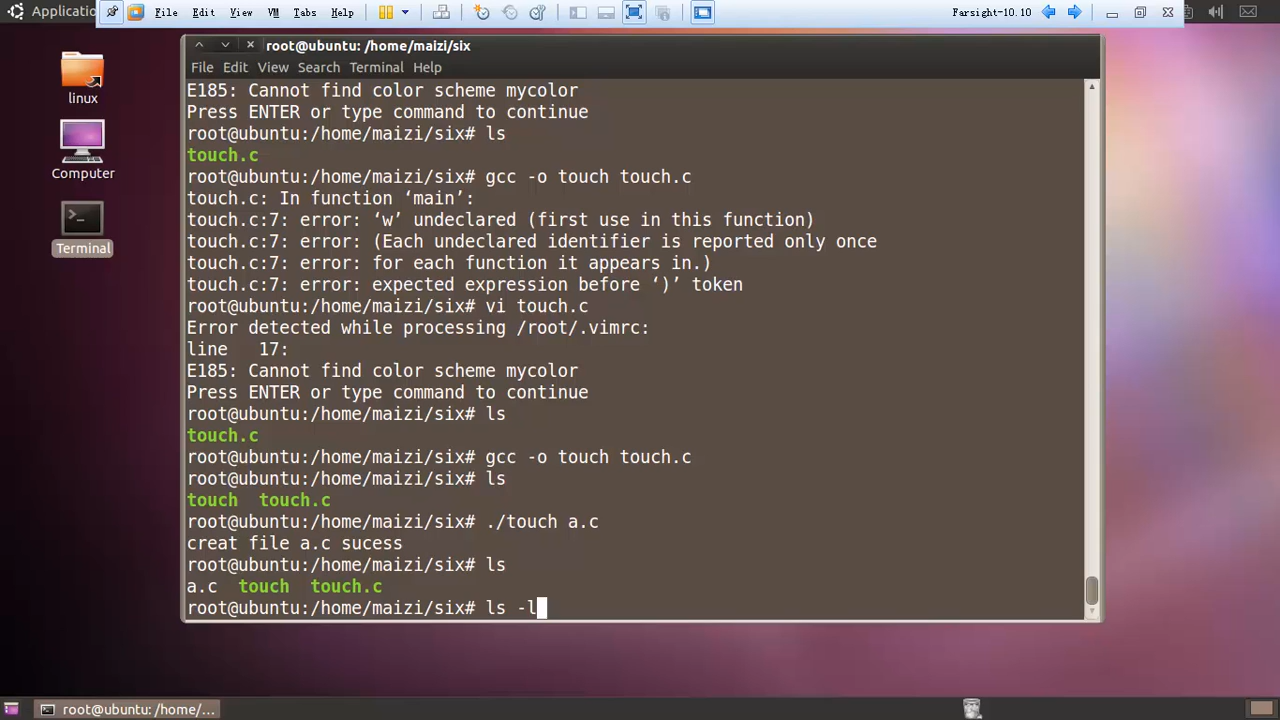 Applicatio
File Edit View VM Tabs Help
Farsight-10.10
linux
Computer
Terminal
root@ubuntu: /home/maizi/six
File Edit View Search Terminal Help
E185: Cannot find color scheme mycolor
Press ENTER or type command to continue
root@ubuntu:/home/maizi/six# ls
touch.c
root@ubuntu:/home/maizi/six# gcc -o touch touch.c
touch.c: In function ‘main’:
touch.c:7: error: ‘w’ undeclared (first use in this function)
touch.c:7: error: (Each undeclared identifier is reported only once
touch.c:7: error: for each function it appears in.)
touch.c:7: error: expected expression before ‘)’ token
root@ubuntu:/home/maizi/six# vi touch.c
Error detected while processing /root/.vimrc:
line   17:
E185: Cannot find color scheme mycolor
Press ENTER or type command to continue
root@ubuntu:/home/maizi/six# ls
touch.c
root@ubuntu:/home/maizi/six# gcc -o touch touch.c
root@ubuntu:/home/maizi/six# ls
touch  touch.c
root@ubuntu:/home/maizi/six# ./touch a.c
creat file a.c sucess
root@ubuntu:/home/maizi/six# ls
a.c  touch  touch.c
root@ubuntu:/home/maizi/six# ls -l
root@ubuntu: /home/...